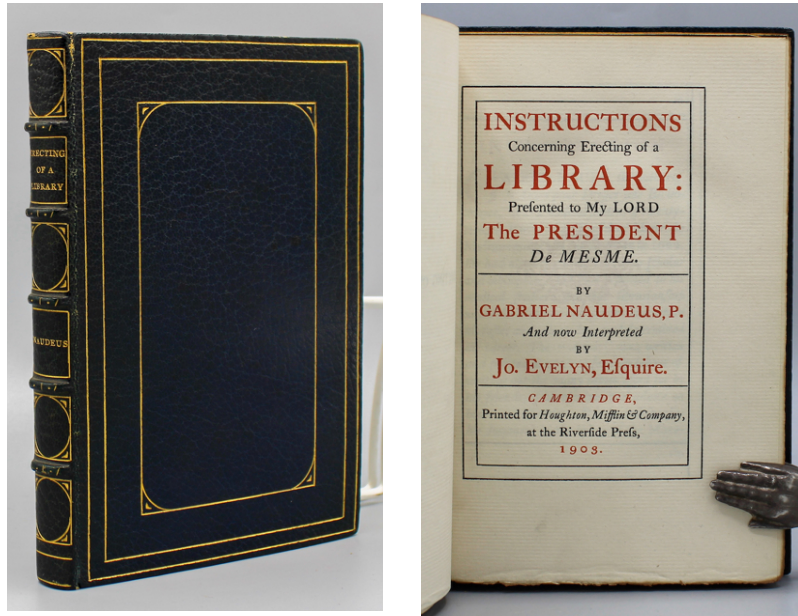 ERECTING
OF A
LIBRARY
NAUDEUS
INSTRUCTIONS
Concerning Erecting of a
LIBRARY:
Preſented to My LORD
The PRESIDENT
De MESME.
BY
GABRIEL NAUDEUS, P.
And now Interpreted
BY
Jo. EVELYN, Eſquire.
CAMBRIDGE,
Printed for Houghton, Mifflin & Company,
at the Riverſide Preſs,
1903.